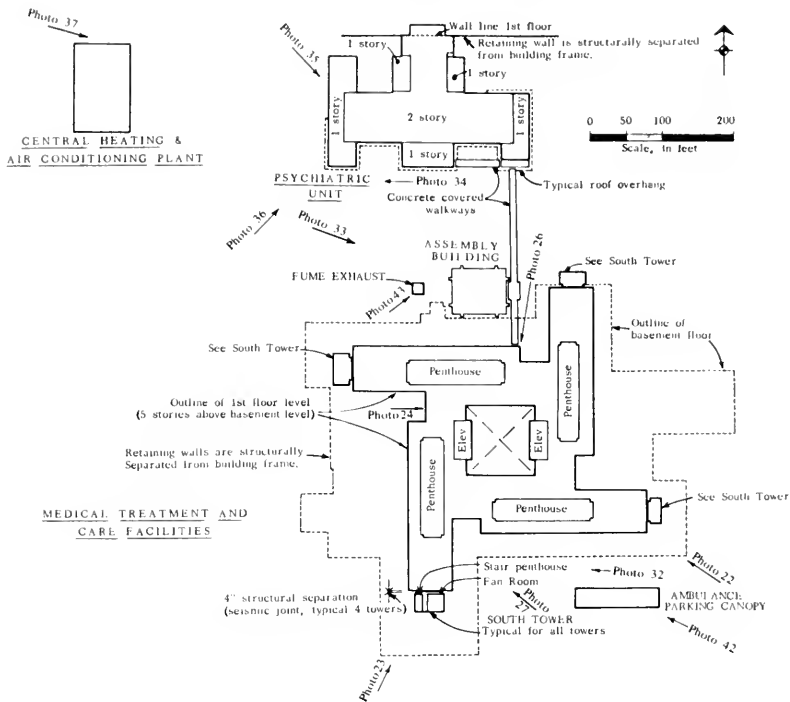 Photo 37
CENTRAL HEATING &
AIR CONDITIONING PLANT
Photo 35
Wall line 1st floor
1 story
Retaining wall is structurally separated
from building frame.
1 story
1 story
2 story
1 story
1 story
0 50 100 200
Scale, in feet
PSYCHIATRIC
UNIT
Photo 34
Concrete covered
walkways
Typical roof overhang
Photo 36
Photo 33
ASSEMBLY
BUILDING
Photo 26
See South Tower
FUME EXHAUST
Photo 43
Outline of
basement floor
See South Tower
Penthouse
Penthouse
Outline of 1st floor level
(5 stories above basement level)
Photo 24
Elev
Elev
Retaining walls are structurally
Separated from building frame.
Penthouse
Penthouse
See South Tower
MEDICAL TREATMENT AND
CARE FACILITIES
Stair penthouse
Fan Room
Photo 32
Photo 22
4" structural separation
(seismic joint, typical 4 towers)
Photo
27
SOUTH TOWER
Typical for all towers
AMBULANCE
PARKING CANOPY
Photo 42
Photo 23